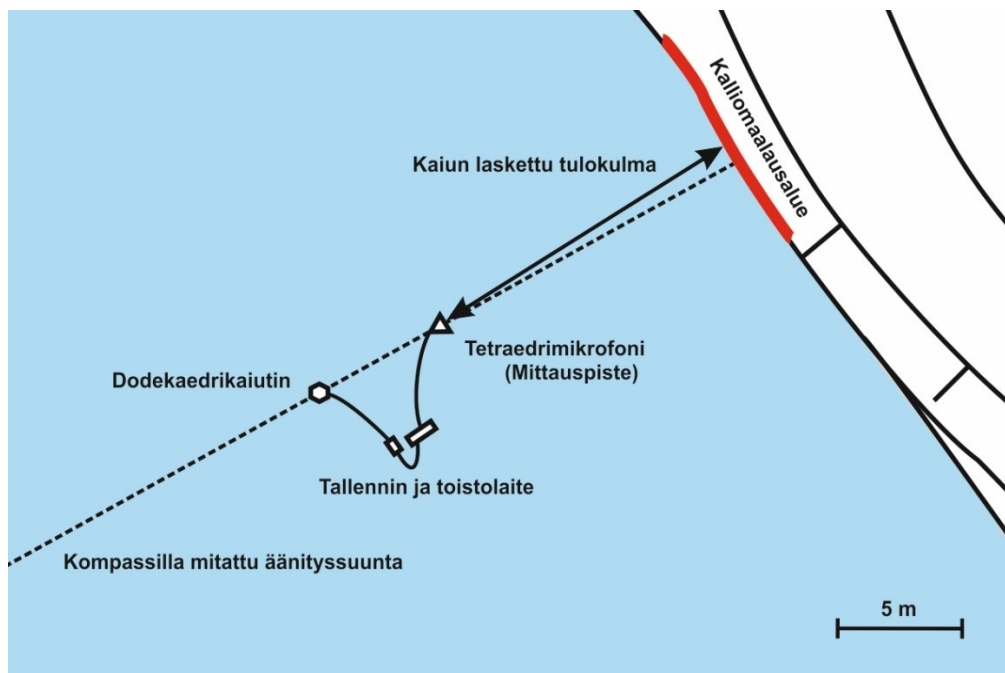 Kalliomaalausalue
Kaiun laskettu tulokulma
Tetraedrimikrofoni
(Mittauspiste)
Dodekaedrikaiutin
Tallennin ja toistolaite
Kompassilla mitattu äänityssuunta
5 m